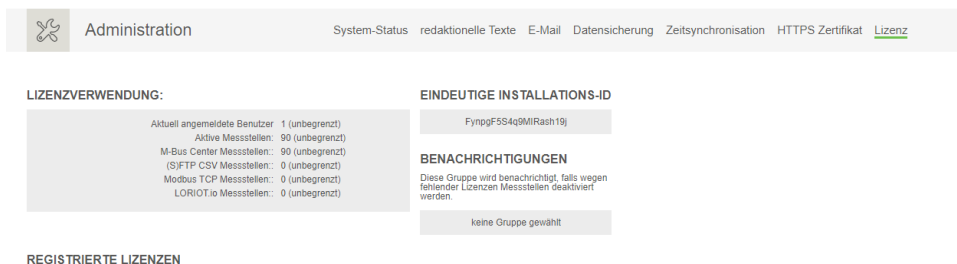 Administration
System-Status redaktionelle Texte E-Mail Datensicherung Zeitsynchronisation HTTPS Zertifikat Lizenz
LIZENZVERWENDUNG:
Aktuell angemeldete Benutzer 1 (unbegrenzt)
Aktive Messstellen: 90 (unbegrenzt)
M-Bus Center Messstellen:: 90 (unbegrenzt)
(S)FTP CSV Messstellen:: 0 (unbegrenzt)
Modbus TCP Messstellen:: 0 (unbegrenzt)
LORIOT.io Messstellen:: 0 (unbegrenzt)
EINDEUTIGE INSTALLATIONS-ID
FynpgF5S4q9MIRash19j
BENACHRICHTIGUNGEN
Diese Gruppe wird benachrichtigt, falls wegen
fehlender Lizenzen Messstellen deaktiviert
werden.
keine Gruppe gewählt
REGISTRIERTE LIZENZEN